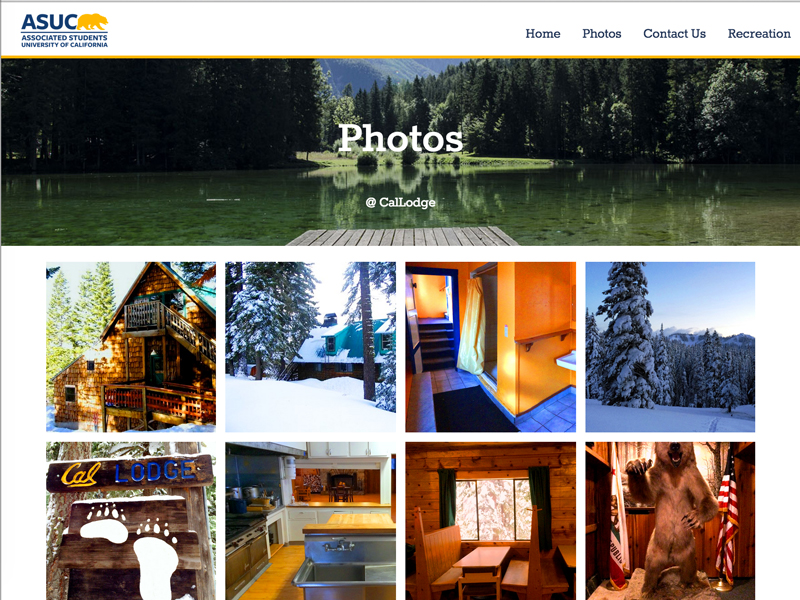 ASUC
ASSOCIATED STUDENTS
UNIVERSITY OF CALIFORNIA
Home
Photos
Contact Us
Recreation
Photos
@ CalLodge
Cal LODGE